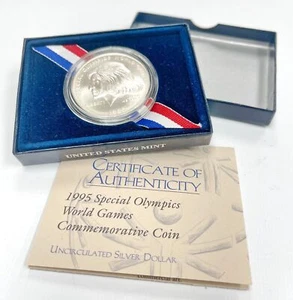 UNITED STATES MINT
CERTIFICATE OF
AUTHENTICITY
1995 Special Olympics
World Games
Commemorative Coin
UNCIRCULATED SILVER DOLLAR